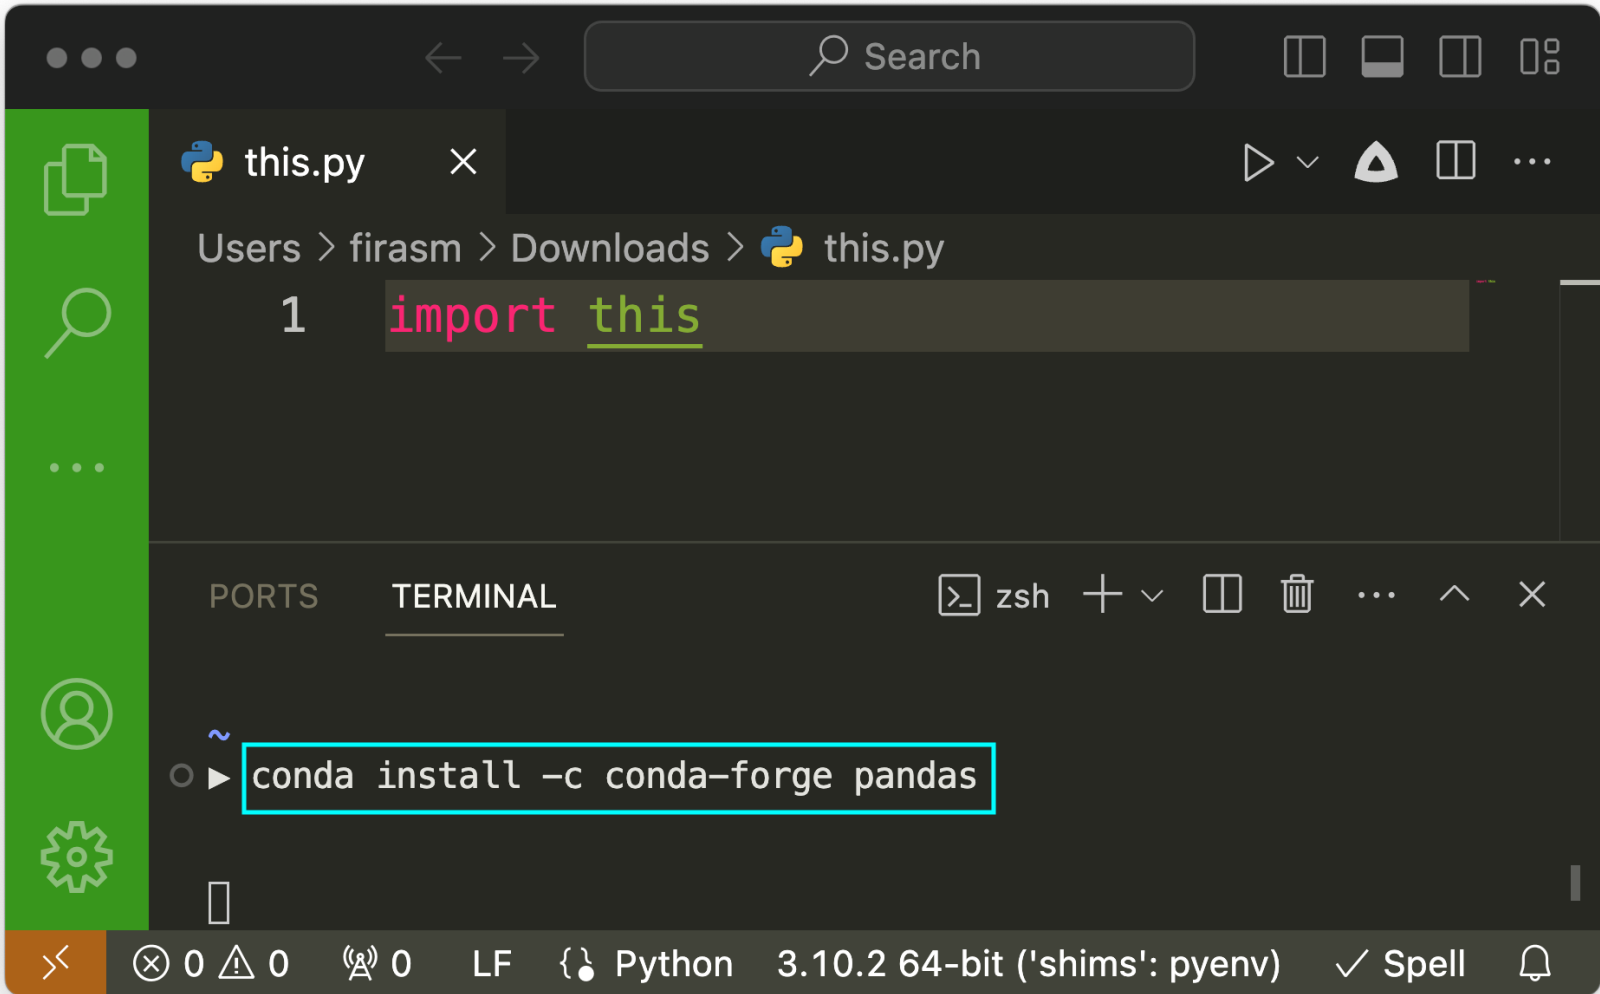 Search
this.py
Users > firasm > Downloads > this.py
1 import this
PORTS TERMINAL zsh
~
conda install -c conda-forge pandas
0 0 0 LF Python 3.10.2 64-bit ('shims': pyenv) Spell